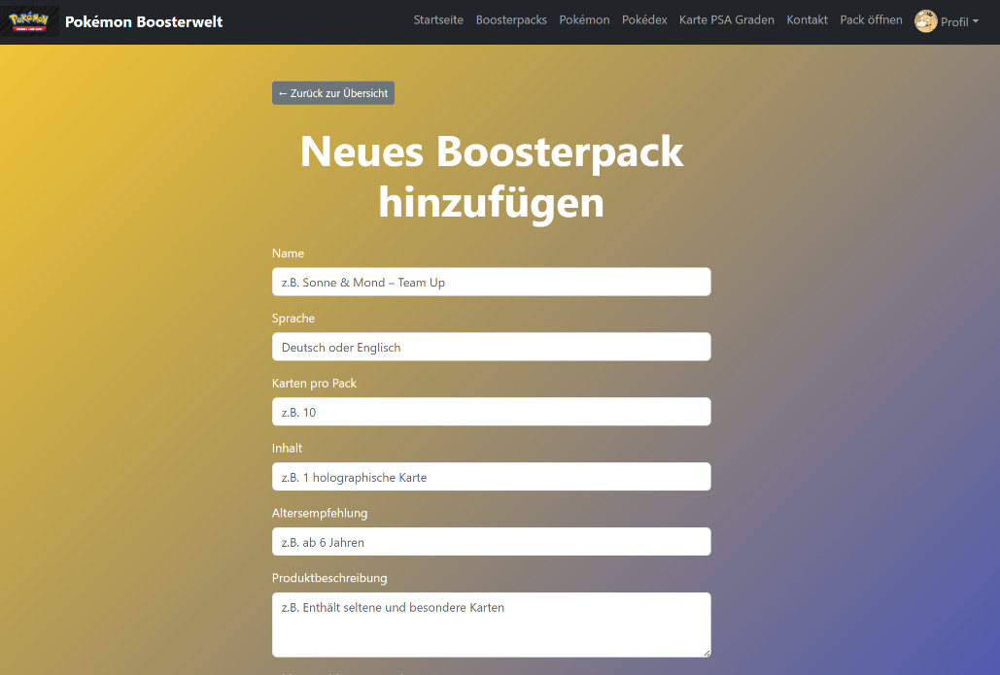 Pokémon
Pokémon Boosterwelt
Startseite
Boosterpacks
Pokémon
Pokédex
Karte PSA Graden
Kontakt
Pack öffnen
Profil
← Zurück zur Übersicht
Neues Boosterpack
hinzufügen
Name
z.B. Sonne & Mond – Team Up
Sprache
Deutsch oder Englisch
Karten pro Pack
z.B. 10
Inhalt
z.B. 1 holographische Karte
Altersempfehlung
z.B. ab 6 Jahren
Produktbeschreibung
z.B. Enthält seltene und besondere Karten